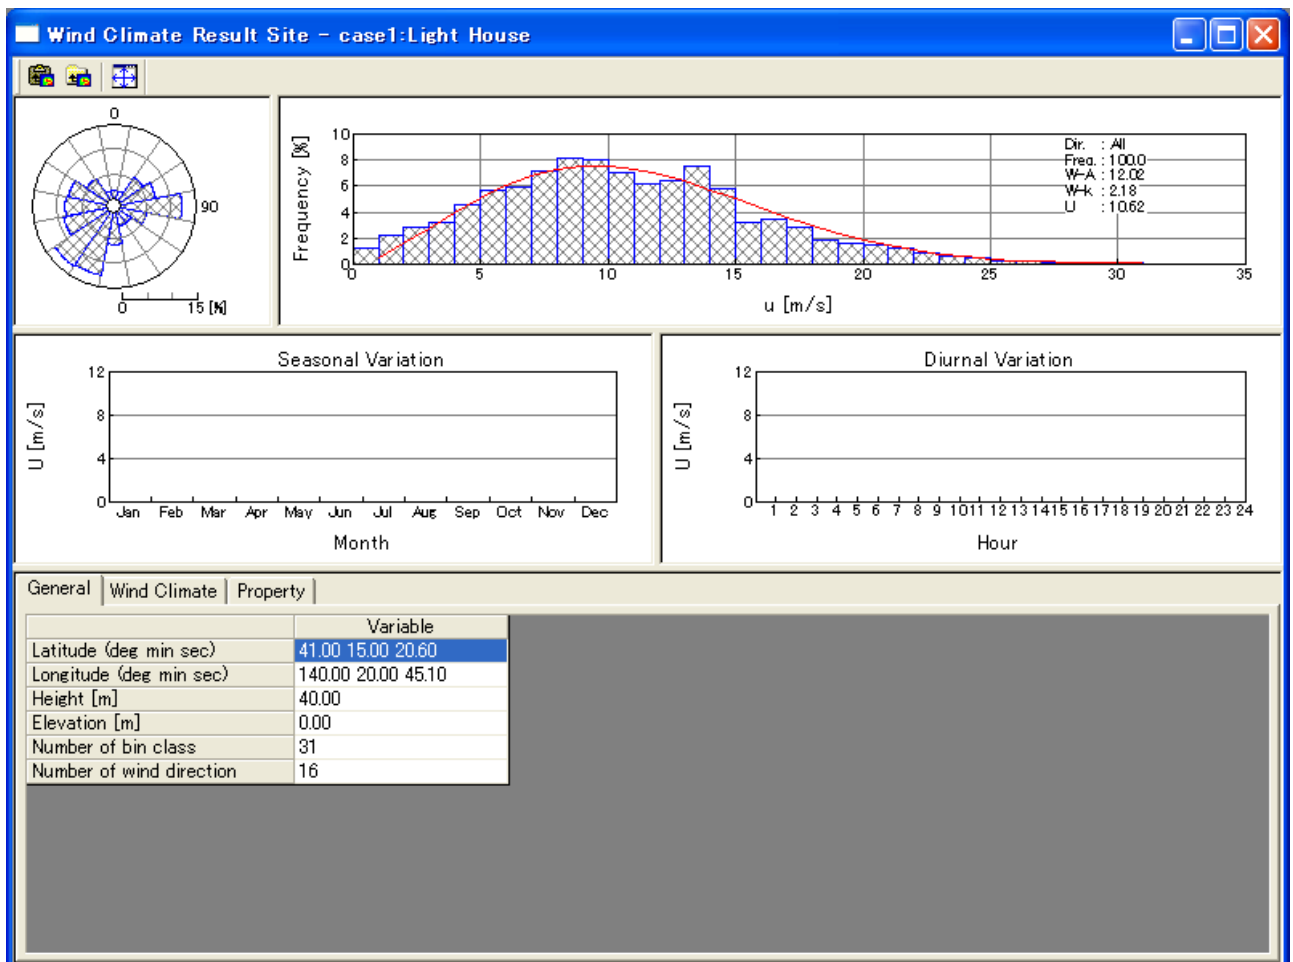 Wind Climate Result Site - case1:Light House
0
90
0 15 [%]
Frequency [%]
10
8
6
4
2
0 5 10 15 20 25 30 35
u [m/s]
Dir. : All
Freq. : 100.0
W-A : 12.02
W-k : 2.18
U : 10.62
Seasonal Variation
U [m/s]
12
8
4
0
Jan Feb Mar Apr May Jun Jul Aug Sep Oct Nov Dec
Month
Diurnal Variation
U [m/s]
12
8
4
0
1 2 3 4 5 6 7 8 9 10 11 12 13 14 15 16 17 18 19 20 21 22 23 24
Hour
General Wind Climate Property
Variable
Latitude (deg min sec) 41.00 15.00 20.60
Longitude (deg min sec) 140.00 20.00 45.10
Height [m] 40.00
Elevation [m] 0.00
Number of bin class 31
Number of wind direction 16